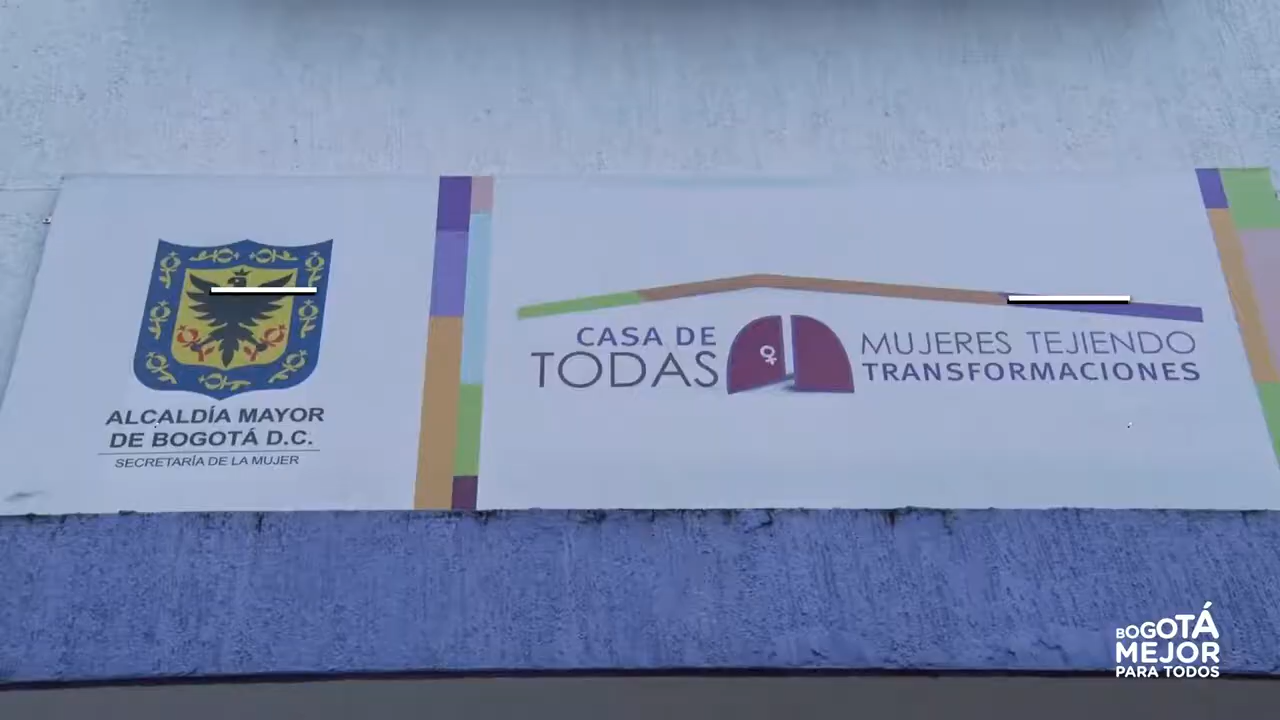 ALCALDÍA MAYOR
DE BOGOTÁ D.C.
SECRETARÍA DE LA MUJER
CASA DE
TODAS
MUJERES TEJIENDO
TRANSFORMACIONES
BOGOTÁ
MEJOR
PARA TODOS